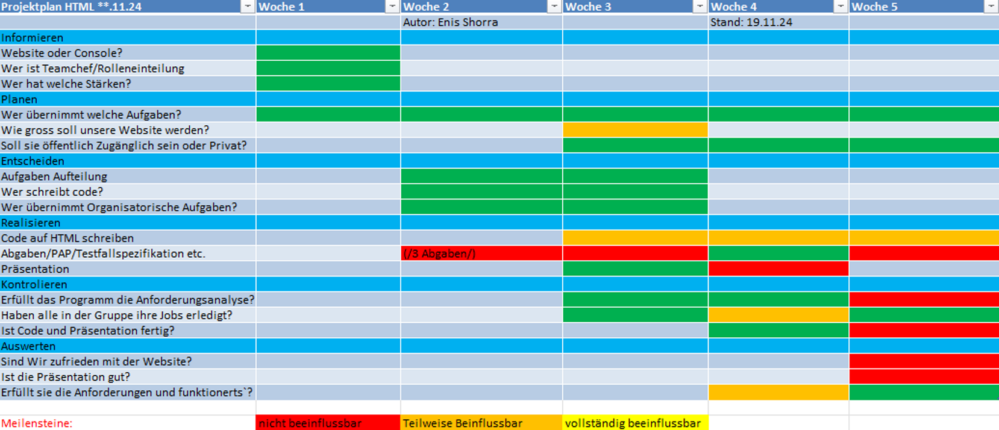 Projektplan HTML **.11.24 Woche 1 Woche 2 Woche 3 Woche 4 Woche 5
Autor: Enis Shorra Stand: 19.11.24
Informieren
Website oder Console?
Wer ist Teamchef/Rolleneinteilung
Wer hat welche Stärken?
Planen
Wer übernimmt welche Aufgaben?
Wie gross soll unsere Website werden?
Soll sie öffentlich Zugänglich sein oder Privat?
Entscheiden
Aufgaben Aufteilung
Wer schreibt code?
Wer übernimmt Organisatorische Aufgaben?
Realisieren
Code auf HTML schreiben
Abgaben/PAP/Testfallspezifikation etc. (/3 Abgaben/)
Präsentation
Kontrolieren
Erfüllt das Programm die Anforderungsanalyse?
Haben alle in der Gruppe ihre Jobs erledigt?
Ist Code und Präsentation fertig?
Auswerten
Sind Wir zufrieden mit der Website?
Ist die Präsentation gut?
Erfüllt sie die Anforderungen und funktionerts`?
Meilensteine: nicht beeinflussbar Teilweise Beinflussbar vollständig beeinflussbar